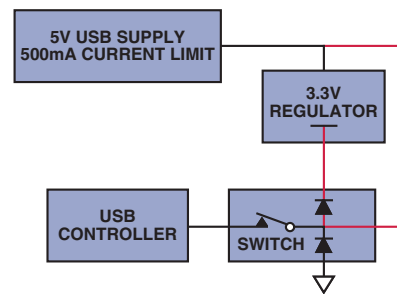 5V USB SUPPLY
500mA CURRENT LIMIT
3.3V
REGULATOR
USB
CONTROLLER
SWITCH